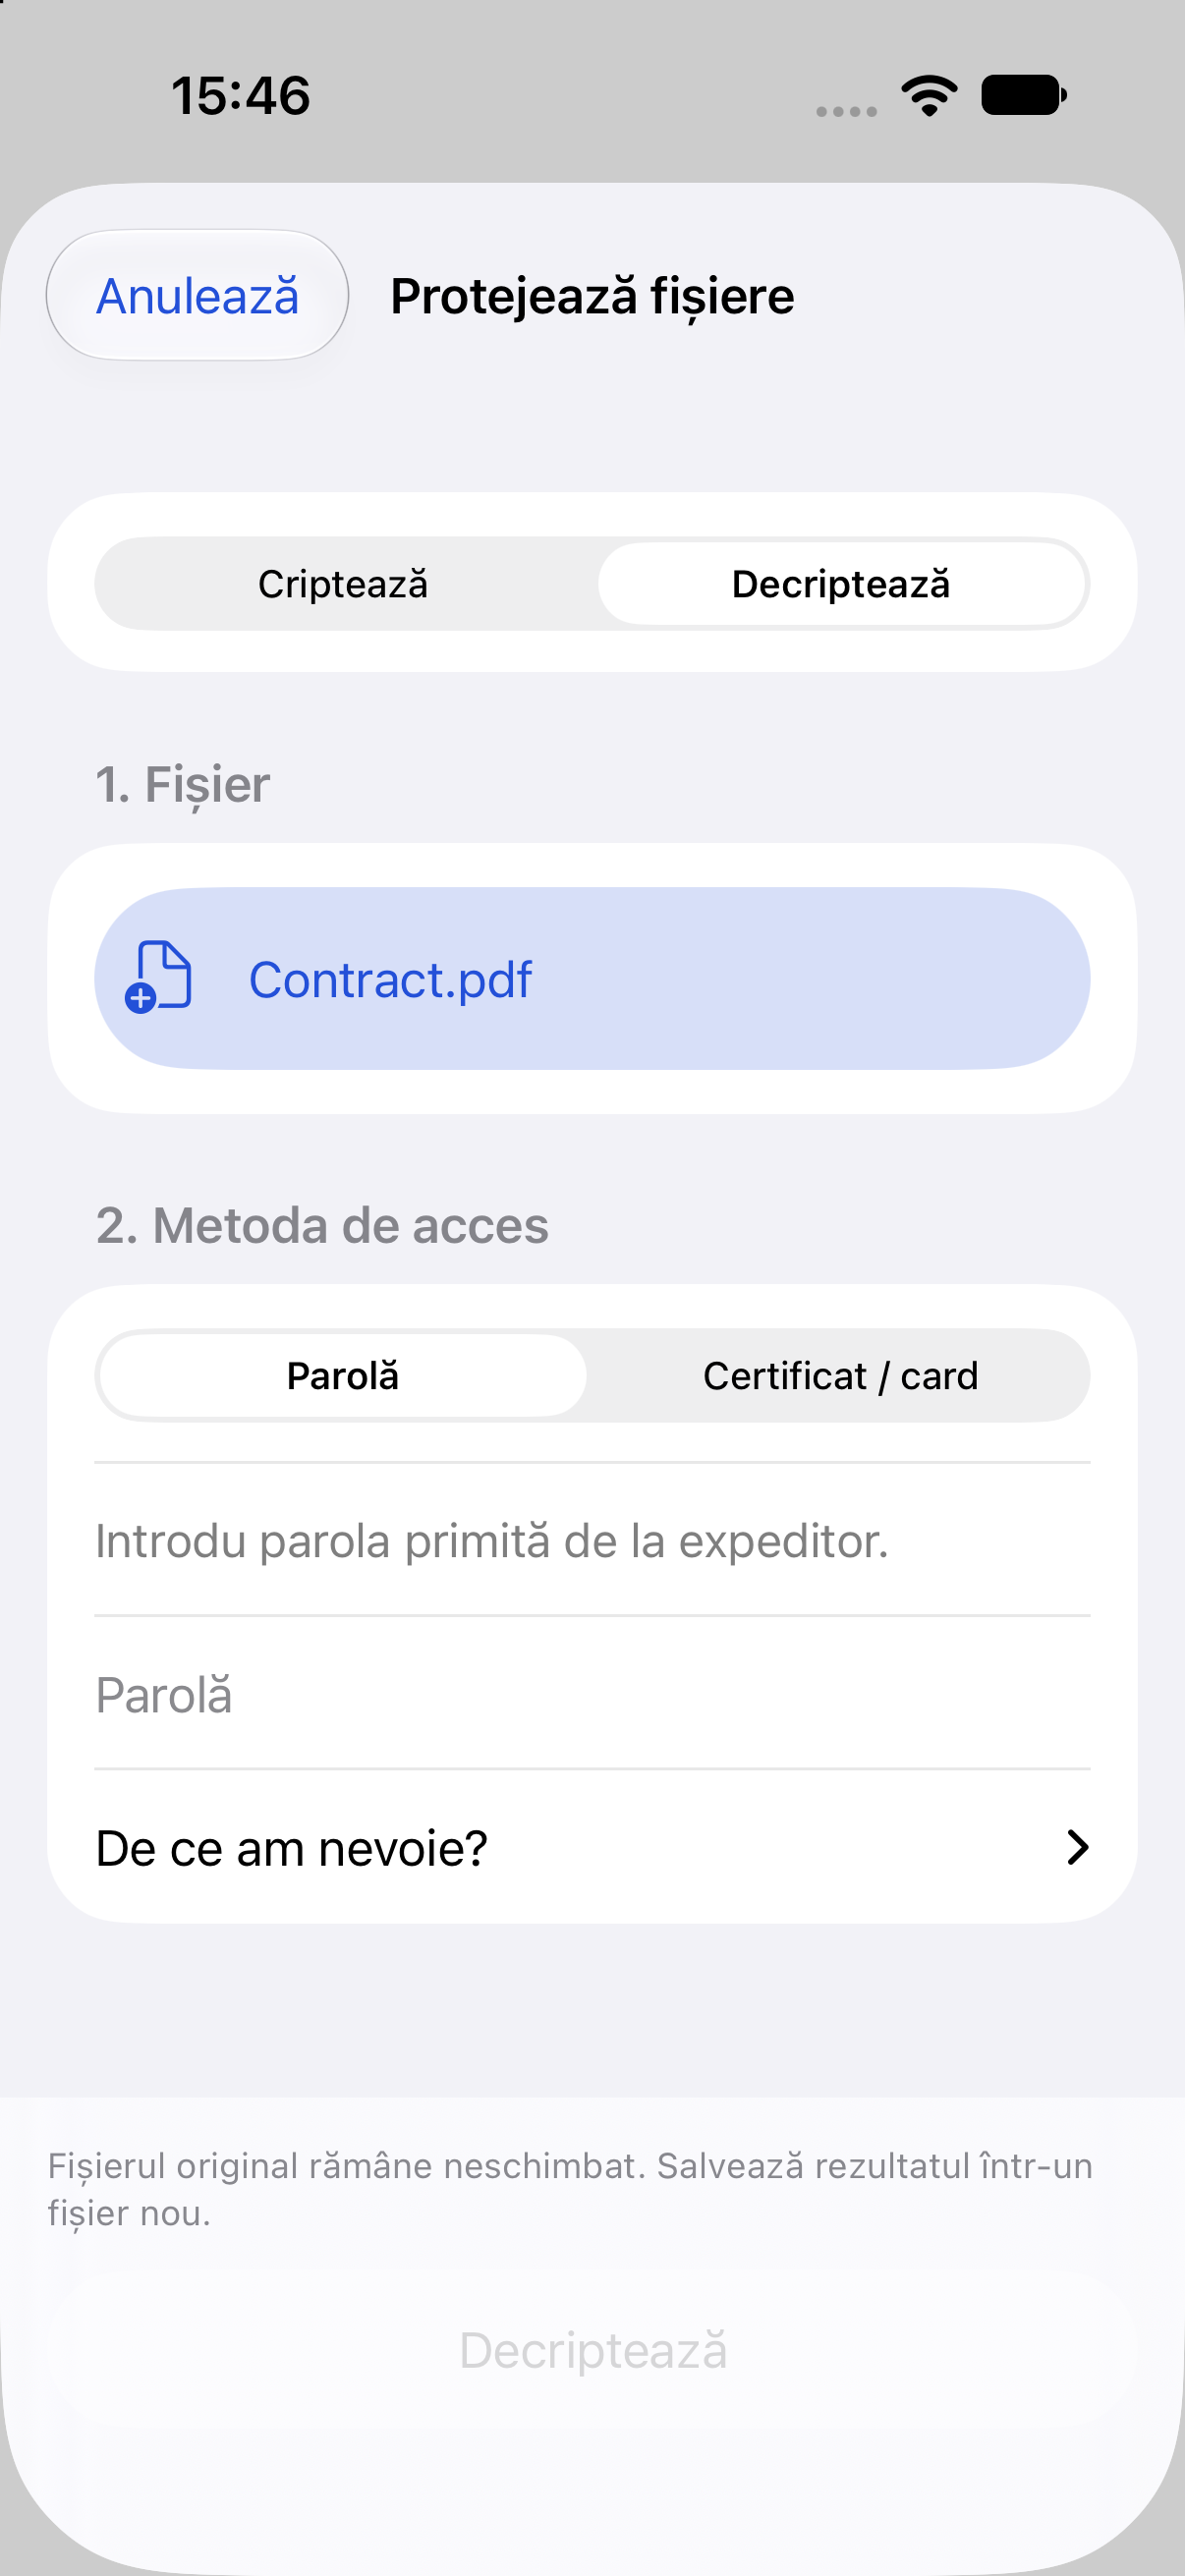 15:46
Anulează
Protejează fișiere
Criptează
Decriptează
1. Fișier
Contract.pdf
2. Metoda de acces
Parolă
Certificat / card
Introdu parola primită de la expeditor.
Parolă
De ce am nevoie?
Fișierul original rămâne neschimbat. Salvează rezultatul într-un
fișier nou.
Decriptează